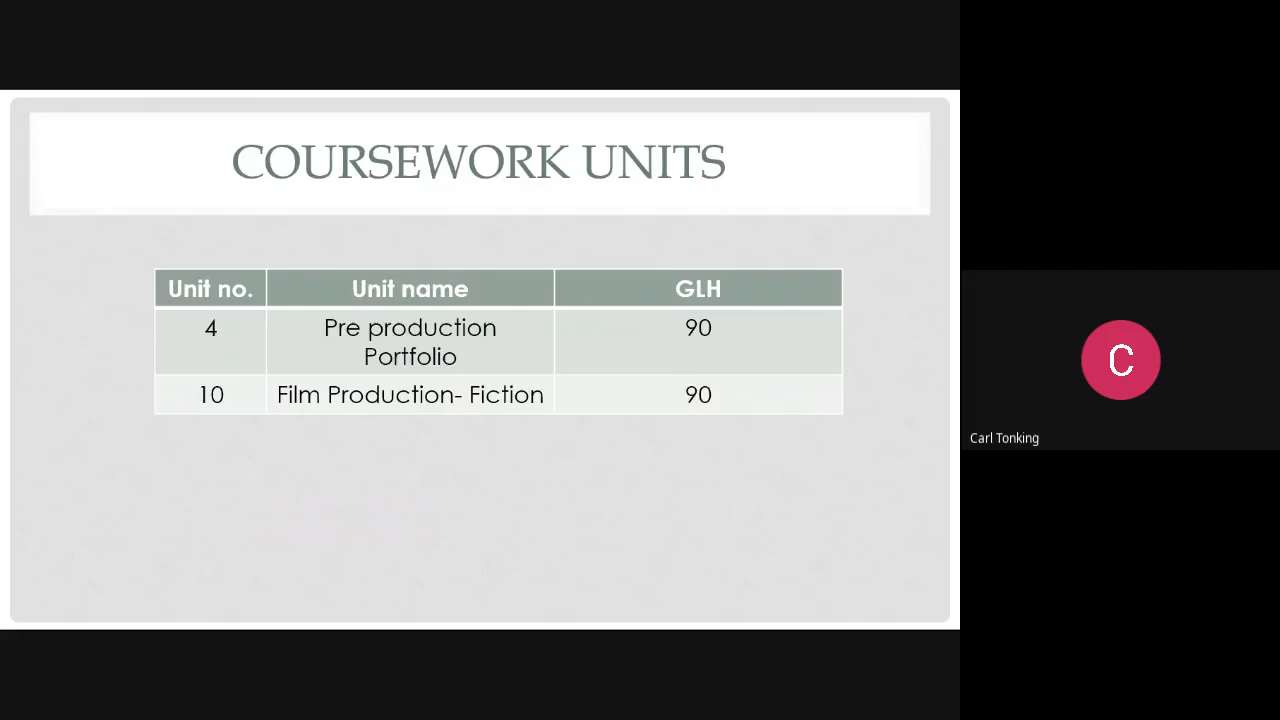 COURSEWORK UNITS
Unit no. Unit name GLH
4 Pre production 90
Portfolio
10 Film Production- Fiction 90
C
Carl Tonking